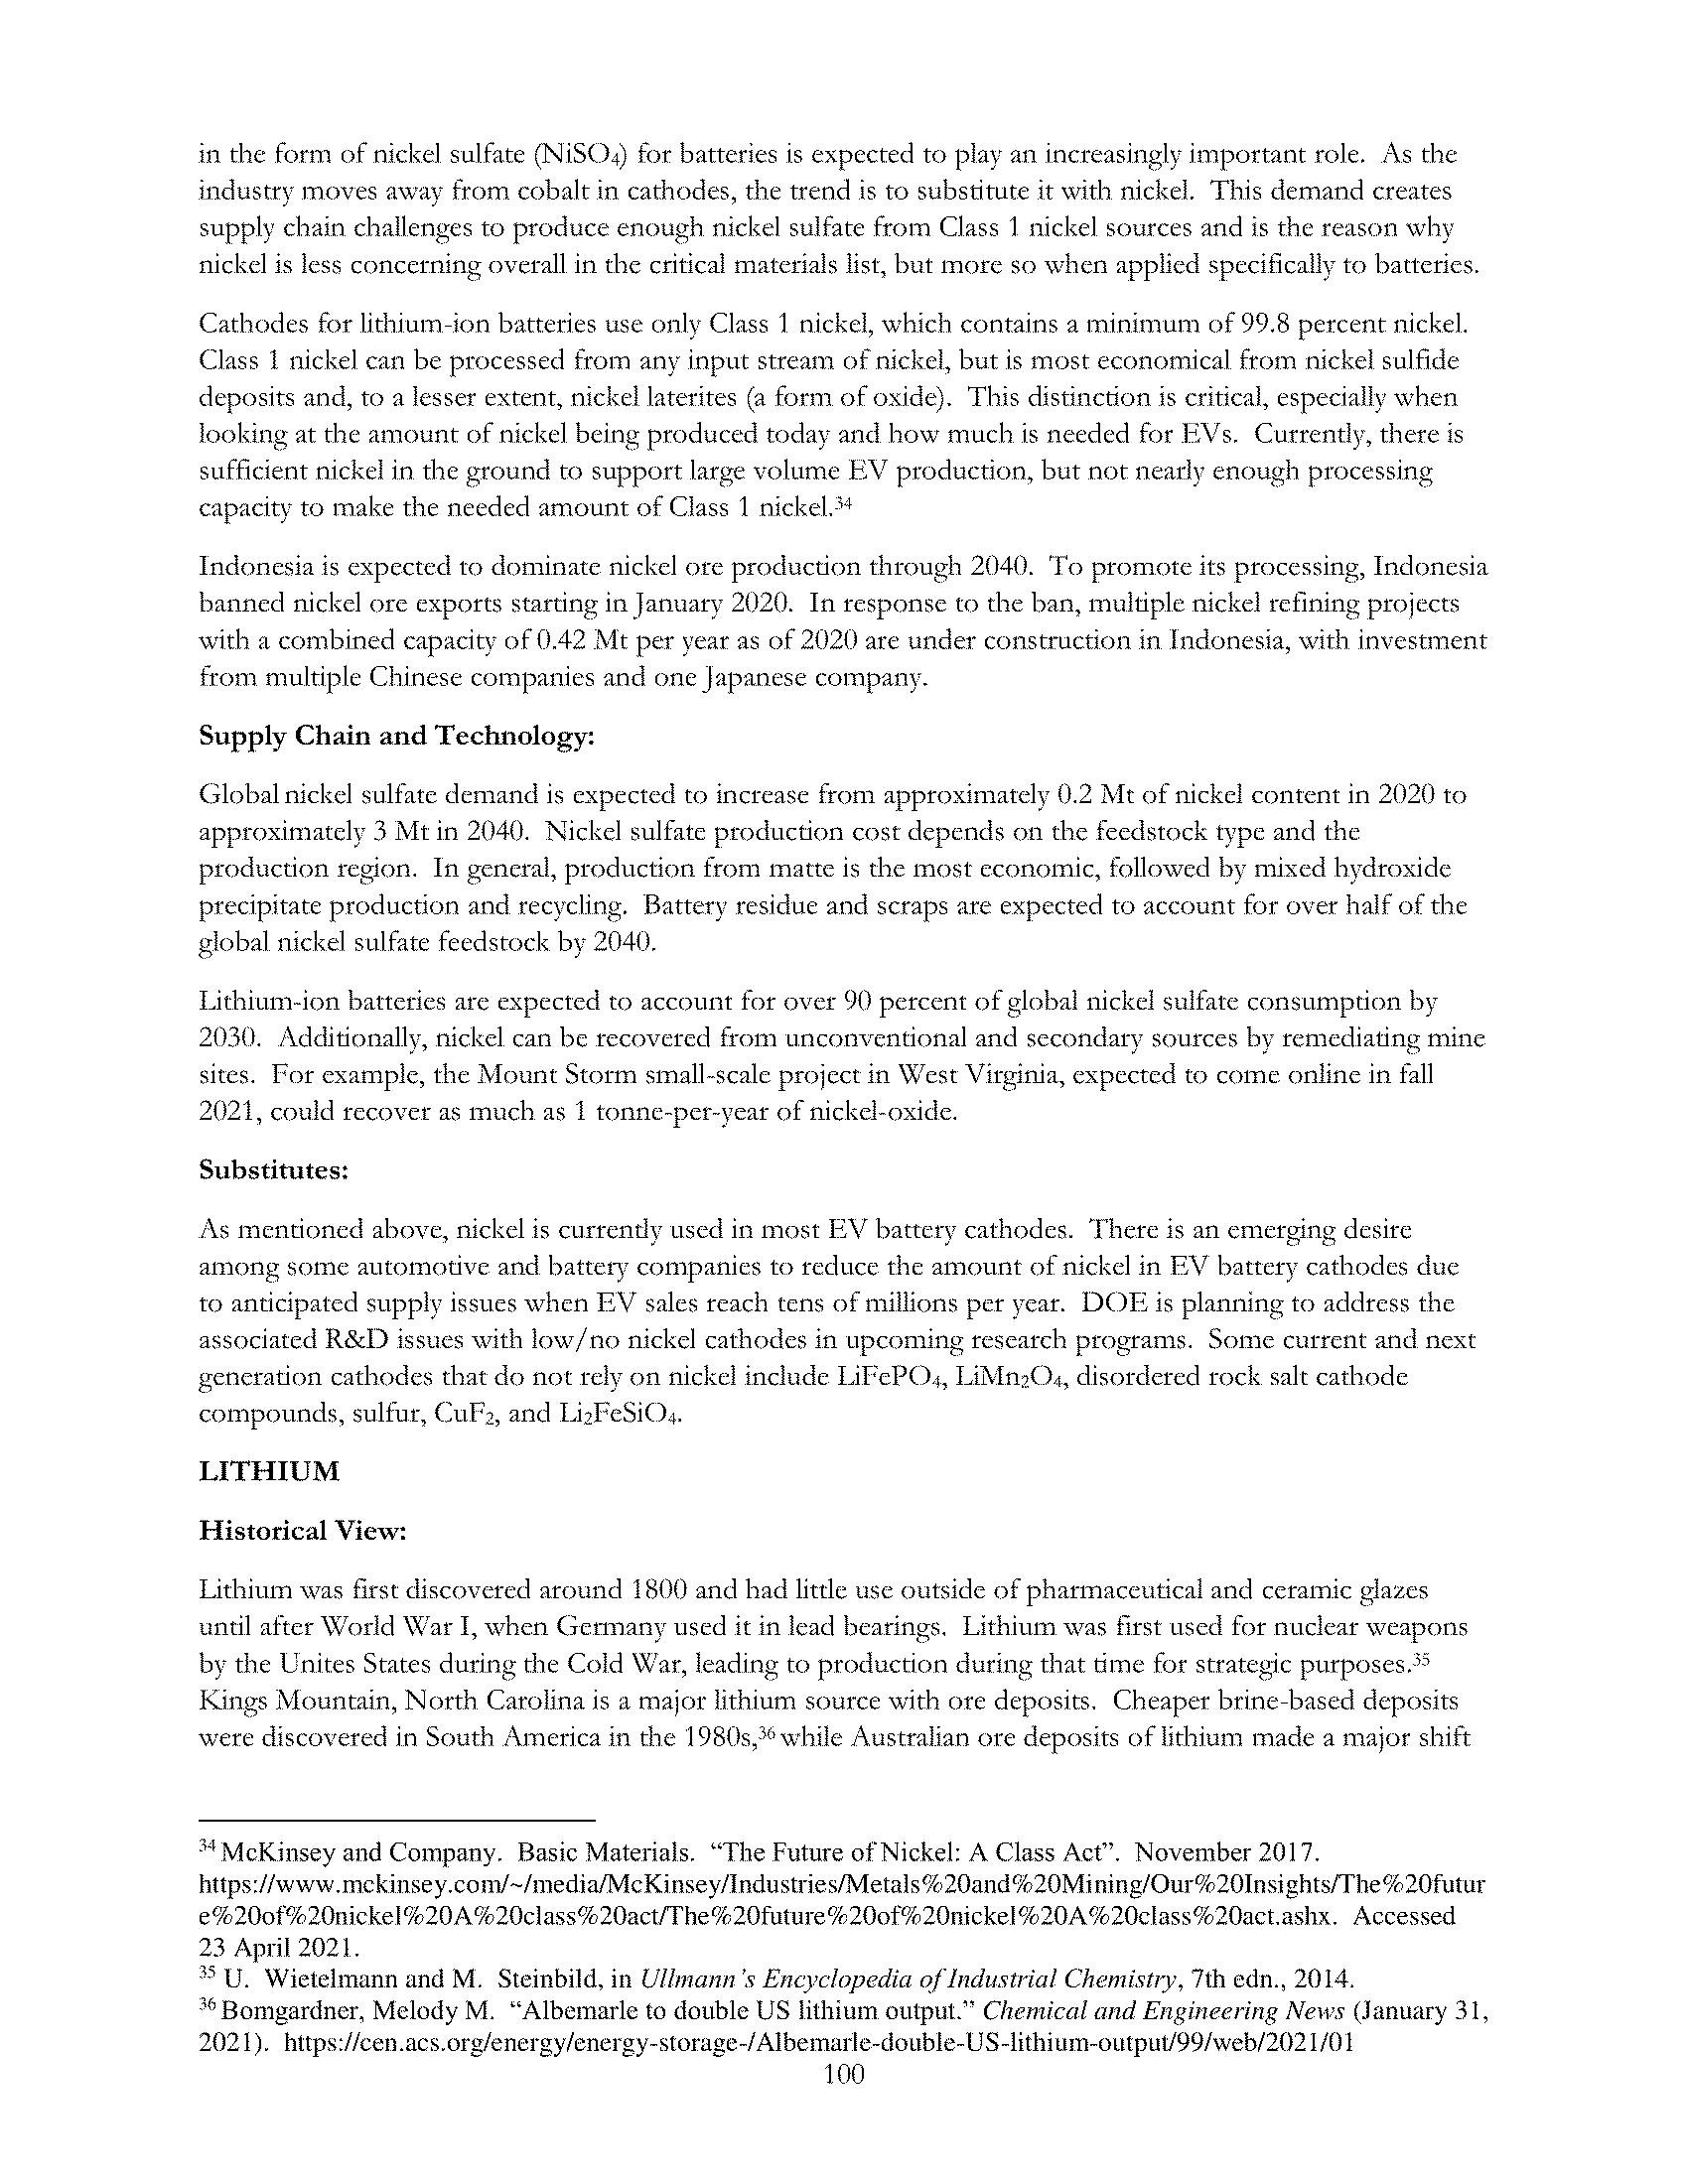 in the form of nickel sulfate (NiSO₄) for batteries is expected to play an increasingly important role.  As the
industry moves away from cobalt in cathodes, the trend is to substitute it with nickel.  This demand creates
supply chain challenges to produce enough nickel sulfate from Class 1 nickel sources and is the reason why
nickel is less concerning overall in the critical materials list, but more so when applied specifically to batteries.
Cathodes for lithium-ion batteries use only Class 1 nickel, which contains a minimum of 99.8 percent nickel.
Class 1 nickel can be processed from any input stream of nickel, but is most economical from nickel sulfide
deposits and, to a lesser extent, nickel laterites (a form of oxide).  This distinction is critical, especially when
looking at the amount of nickel being produced today and how much is needed for EVs.  Currently, there is
sufficient nickel in the ground to support large volume EV production, but not nearly enough processing
capacity to make the needed amount of Class 1 nickel.³⁴
Indonesia is expected to dominate nickel ore production through 2040.  To promote its processing, Indonesia
banned nickel ore exports starting in January 2020.  In response to the ban, multiple nickel refining projects
with a combined capacity of 0.42 Mt per year as of 2020 are under construction in Indonesia, with investment
from multiple Chinese companies and one Japanese company.
Supply Chain and Technology:
Global nickel sulfate demand is expected to increase from approximately 0.2 Mt of nickel content in 2020 to
approximately 3 Mt in 2040.  Nickel sulfate production cost depends on the feedstock type and the
production region.  In general, production from matte is the most economic, followed by mixed hydroxide
precipitate production and recycling.  Battery residue and scraps are expected to account for over half of the
global nickel sulfate feedstock by 2040.
Lithium-ion batteries are expected to account for over 90 percent of global nickel sulfate consumption by
2030.  Additionally, nickel can be recovered from unconventional and secondary sources by remediating mine
sites.  For example, the Mount Storm small-scale project in West Virginia, expected to come online in fall
2021, could recover as much as 1 tonne-per-year of nickel-oxide.
Substitutes:
As mentioned above, nickel is currently used in most EV battery cathodes.  There is an emerging desire
among some automotive and battery companies to reduce the amount of nickel in EV battery cathodes due
to anticipated supply issues when EV sales reach tens of millions per year.  DOE is planning to address the
associated R&D issues with low/no nickel cathodes in upcoming research programs.  Some current and next
generation cathodes that do not rely on nickel include LiFePO₄, LiMn₂O₄, disordered rock salt cathode
compounds, sulfur, CuF₂, and Li₂FeSiO₄.
LITHIUM
Historical View:
Lithium was first discovered around 1800 and had little use outside of pharmaceutical and ceramic glazes
until after World War I, when Germany used it in lead bearings.  Lithium was first used for nuclear weapons
by the Unites States during the Cold War, leading to production during that time for strategic purposes.³⁵
Kings Mountain, North Carolina is a major lithium source with ore deposits.  Cheaper brine-based deposits
were discovered in South America in the 1980s,³⁶ while Australian ore deposits of lithium made a major shift
³⁴ McKinsey and Company.  Basic Materials.  “The Future of Nickel: A Class Act”.  November 2017.
https://www.mckinsey.com/~/media/McKinsey/Industries/Metals%20and%20Mining/Our%20Insights/The%20futur
e%20of%20nickel%20A%20class%20act/The%20future%20of%20nickel%20A%20class%20act.ashx.  Accessed
23 April 2021.
³⁵ U.  Wietelmann and M.  Steinbild, in Ullmann’s Encyclopedia of Industrial Chemistry, 7th edn., 2014.
³⁶ Bomgardner, Melody M.  “Albemarle to double US lithium output.” Chemical and Engineering News (January 31,
2021).  https://cen.acs.org/energy/energy-storage-/Albemarle-double-US-lithium-output/99/web/2021/01
100